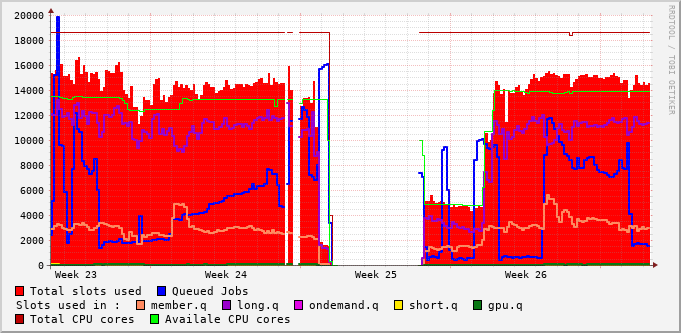 20000
18000
16000
14000
12000
10000
8000
6000
4000
2000
0
Week 23 Week 24 Week 25 Week 26
RRDTOOL / TOBI OETIKER
Total slots used Queued Jobs
Slots used in : member.q long.q ondemand.q short.q gpu.q
Total CPU cores Availale CPU cores